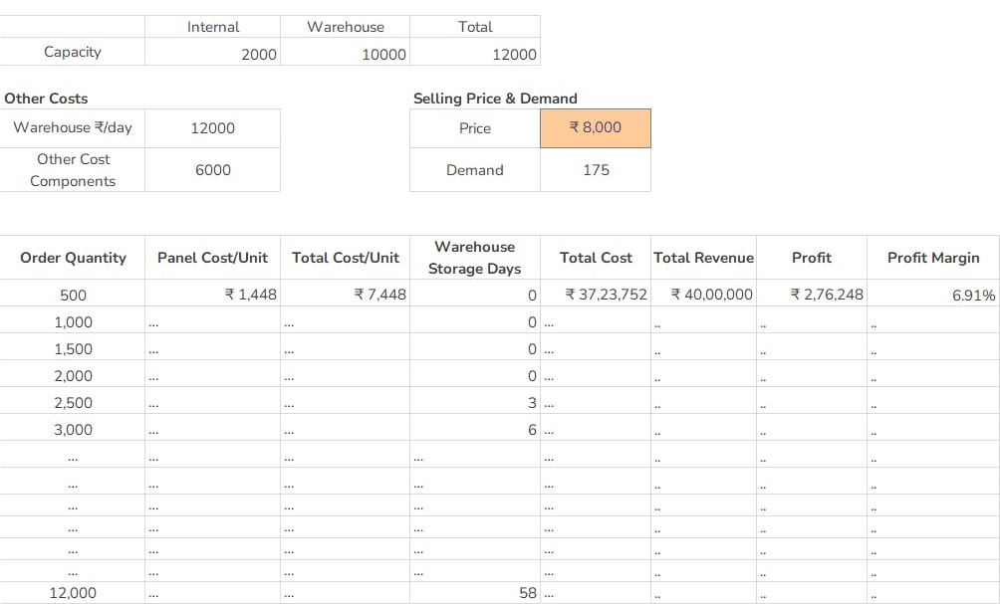 Internal Warehouse Total
Capacity 2000 10000 12000
Other Costs Selling Price & Demand
Warehouse ₹/day 12000 Price ₹ 8,000
Other Cost
Components 6000 Demand 175
Order Quantity Panel Cost/Unit Total Cost/Unit Warehouse
Storage Days Total Cost Total Revenue Profit Profit Margin
500 ₹ 1,448 ₹ 7,448 0 ₹ 37,23,752 ₹ 40,00,000 ₹ 2,76,248 6.91%
1,000 ... ... 0 ... .. .. ..
1,500 ... ... 0 ... .. .. ..
2,000 ... ... 0 ... .. .. ..
2,500 ... ... 3 ... .. .. ..
3,000 ... ... 6 ... .. .. ..
... ... ... ... ... .. .. ..
... ... ... ... ... .. .. ..
... ... ... ... ... .. .. ..
... ... ... ... ... .. .. ..
... ... ... ... ... .. .. ..
... ... ... ... ... .. .. ..
12,000 ... ... 58 ... .. .. ..